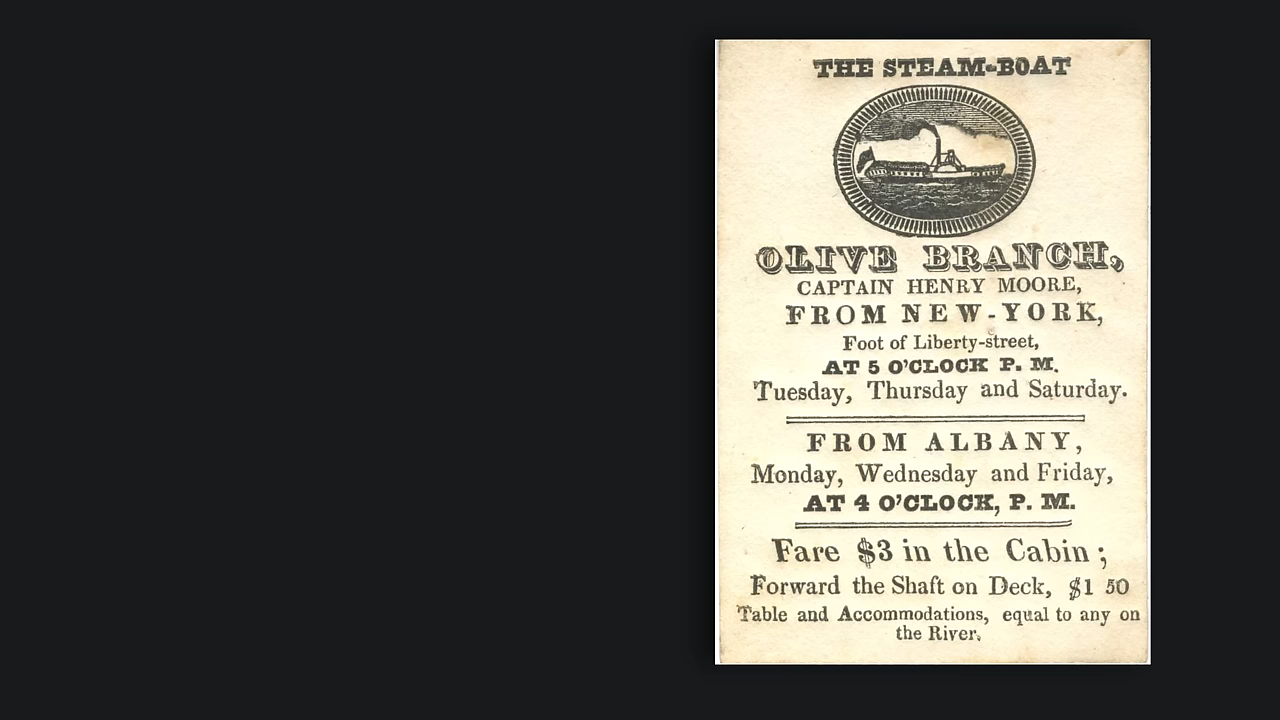 THE STEAM-BOAT
OLIVE BRANCH,
CAPTAIN HENRY MOORE,
FROM NEW-YORK,
Foot of Liberty-street,
AT 5 O'CLOCK P. M.
Tuesday, Thursday and Saturday.
FROM ALBANY,
Monday, Wednesday and Friday,
AT 4 O'CLOCK, P. M.
Fare $3 in the Cabin ;
Forward the Shaft on Deck, $1 50
Table and Accommodations, equal to any on
the River.